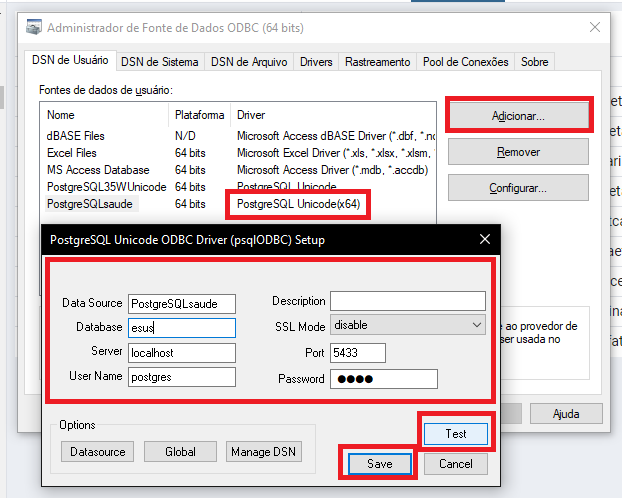 Administrador de Fonte de Dados ODBC (64 bits)
DSN de Usuário DSN de Sistema DSN de Arquivo Drivers Rastreamento Pool de Conexões Sobre
Fontes de dados de usuário:
Nome Plataforma Driver
dBASE Files N/D Microsoft Access dBASE Driver (*.dbf, *.nd
Excel Files 64 bits Microsoft Excel Driver (*.xls, *.xlsx, *.xlsm,
MS Access Database 64 bits Microsoft Access Driver (*.mdb, *.accdb)
PostgreSQL35WUnicode 64 bits PostgreSQL Unicode
PostgreSQLsaude 64 bits PostgreSQL Unicode(x64)
Adicionar...
Remover
Configurar...
PostgreSQL Unicode ODBC Driver (psqlODBC) Setup
Data Source PostgreSQLsaude Description
Database esus SSL Mode disable
Server localhost Port 5433
User Name postgres Password ●●●●
Options
Datasource Global Manage DSN
Test
Save Cancel
e ao provedor de
ser usada no
Ajuda